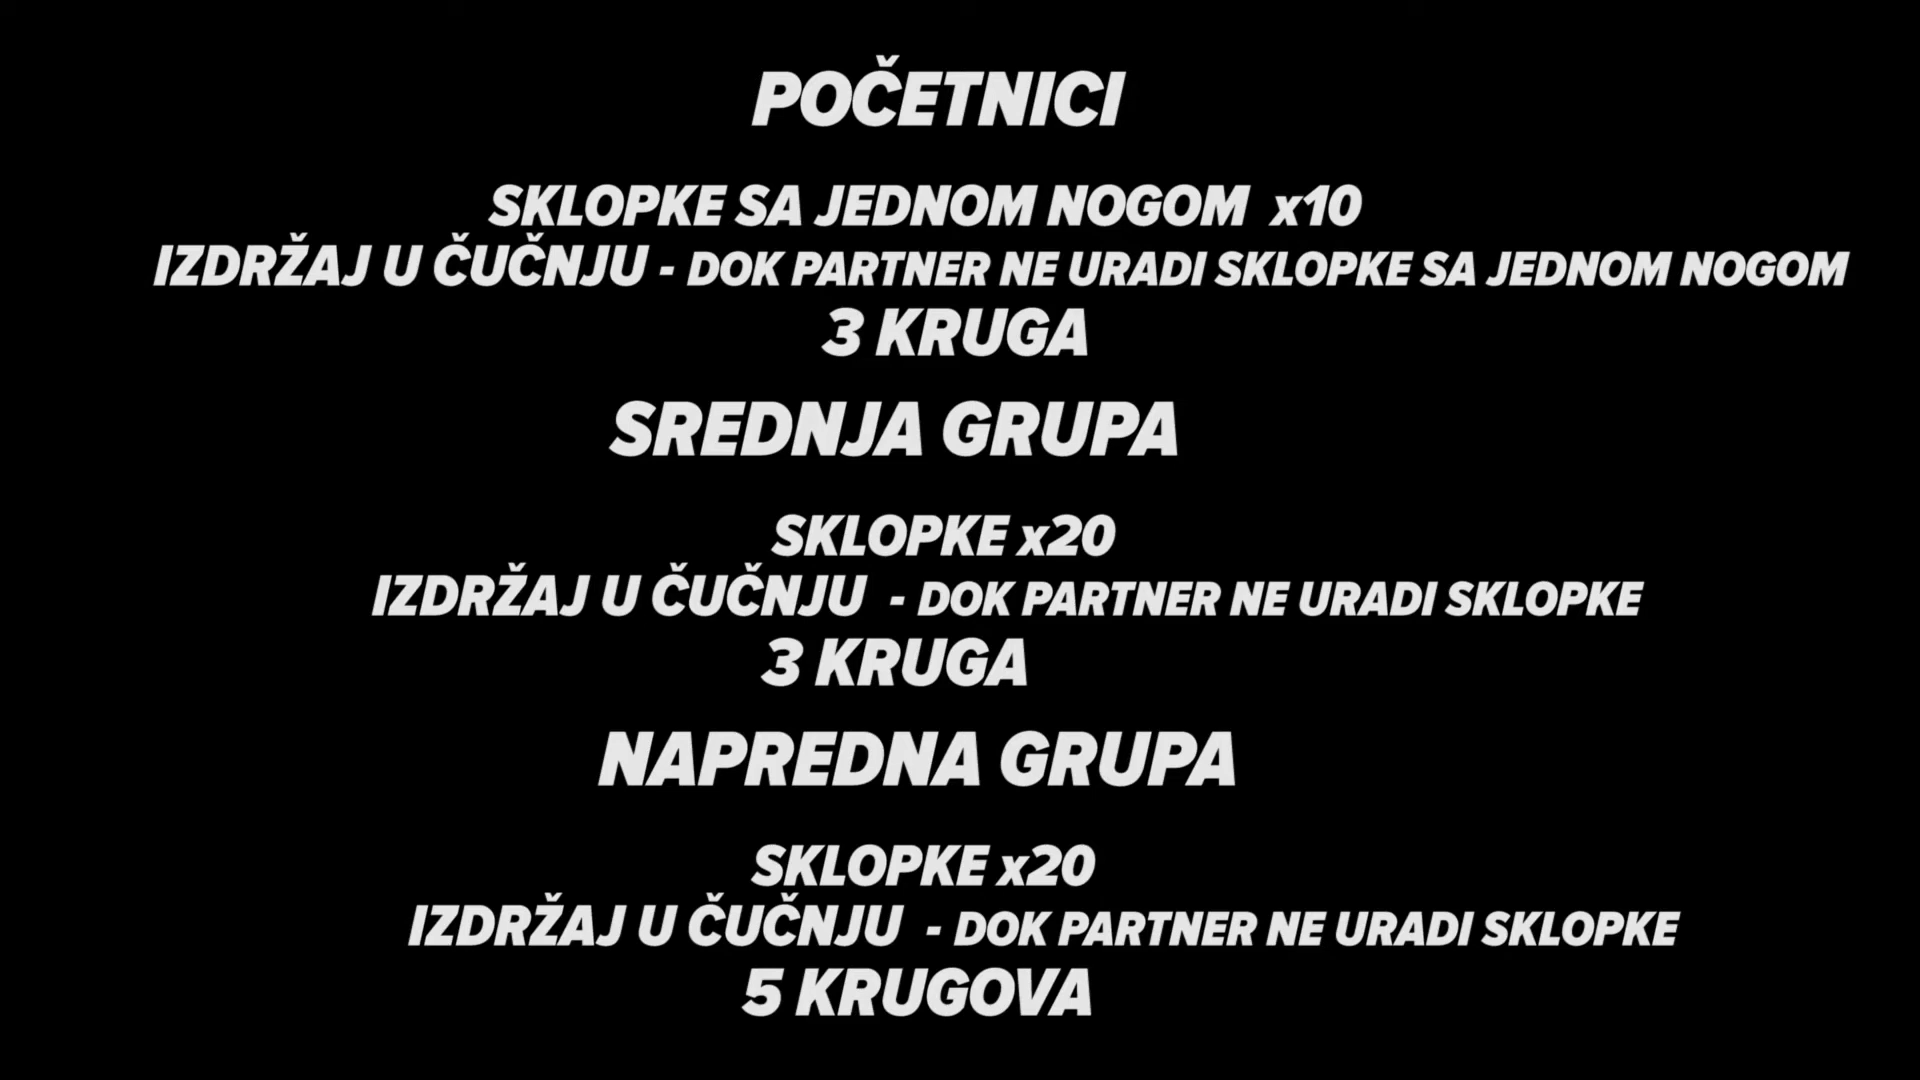 POČETNICI
SKLOPKE SA JEDNOM NOGOM x10
IZDRŽAJ U ČUČNJU - DOK PARTNER NE URADI SKLOPKE SA JEDNOM NOGOM
3 KRUGA
SREDNJA GRUPA
SKLOPKE x20
IZDRŽAJ U ČUČNJU - DOK PARTNER NE URADI SKLOPKE
3 KRUGA
NAPREDNA GRUPA
SKLOPKE x20
IZDRŽAJ U ČUČNJU - DOK PARTNER NE URADI SKLOPKE
5 KRUGOVA